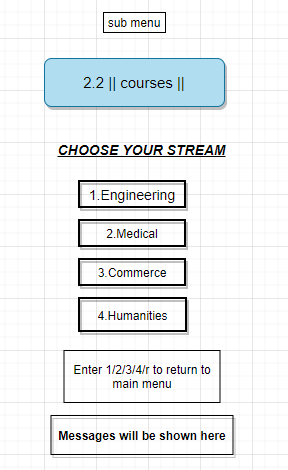 sub menu
2.2 || courses ||
CHOOSE YOUR STREAM
1.Engineering
2.Medical
3.Commerce
4.Humanities
Enter 1/2/3/4/r to return to
main menu
Messages will be shown here